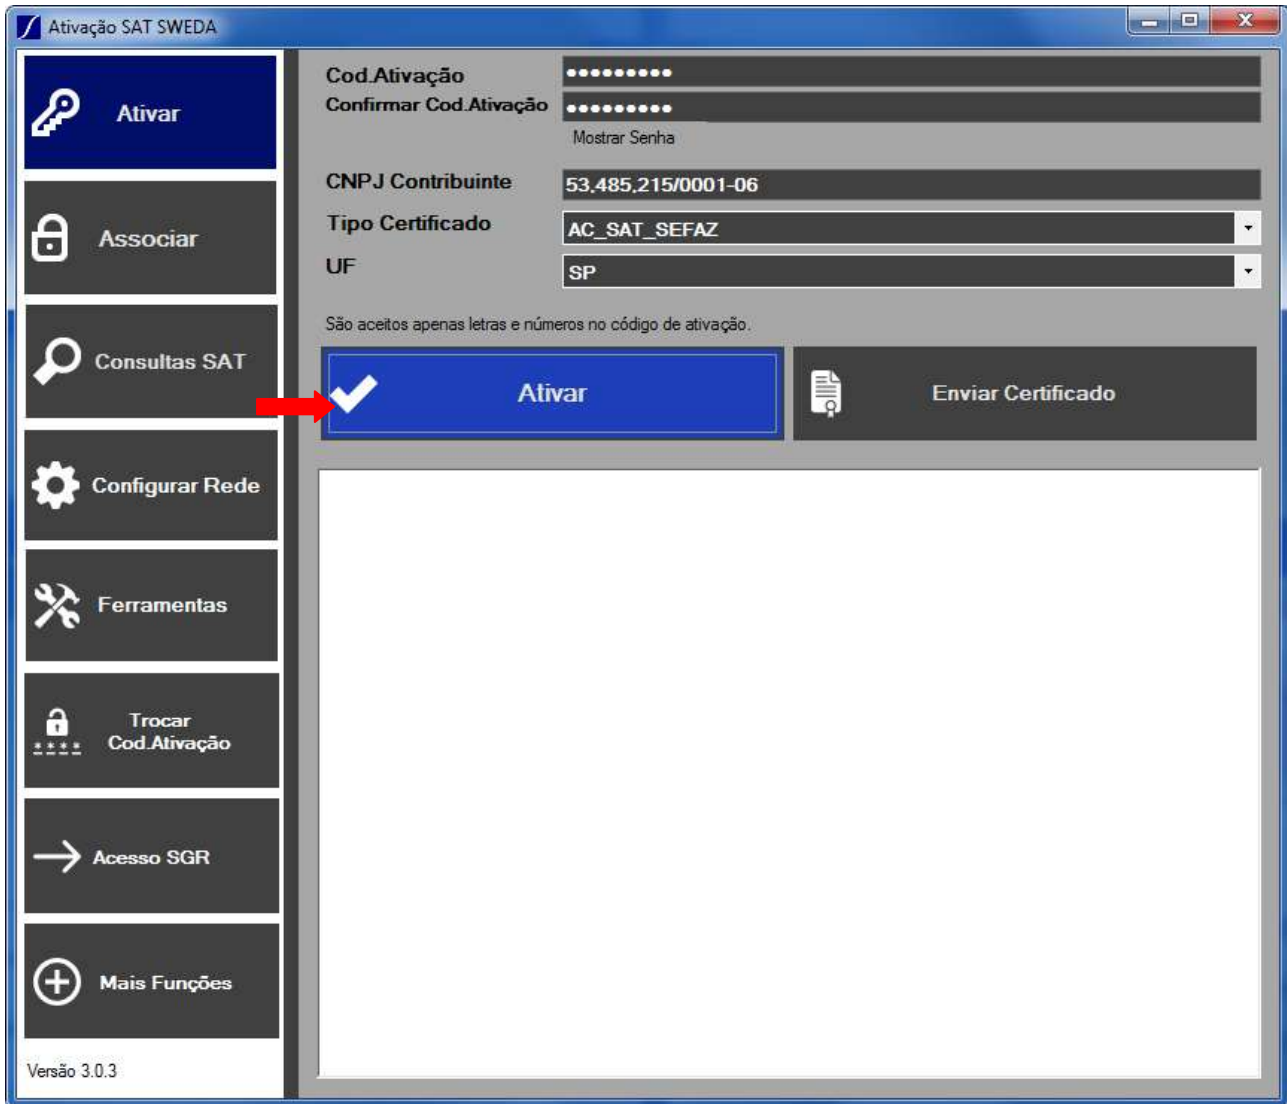 Ativação SAT SWEDA
Ativar
Associar
Consultas SAT
Configurar Rede
Ferramentas
Trocar
Cod.Ativação
Acesso SGR
Mais Funções
Versão 3.0.3
Cod.Ativação •••••••••
Confirmar Cod.Ativação •••••••••
Mostrar Senha
CNPJ Contribuinte 53,485,215/0001-06
Tipo Certificado AC_SAT_SEFAZ
UF SP
São aceitos apenas letras e números no código de ativação.
Ativar Enviar Certificado